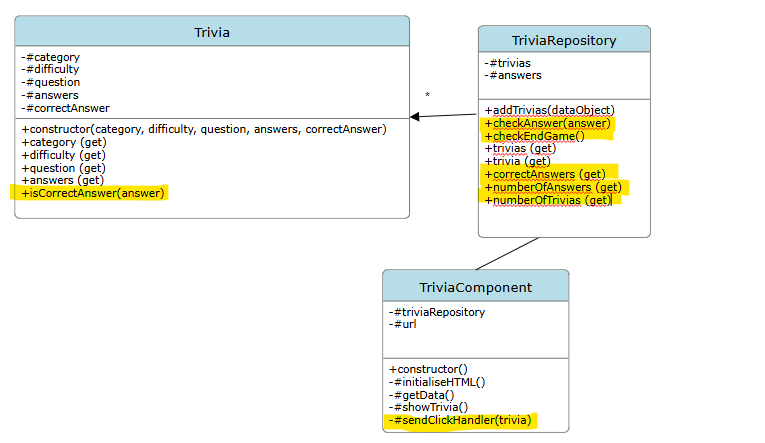 Trivia
-#category
-#difficulty
-#question
-#answers
-#correctAnswer
+constructor(category, difficulty, question, answers, correctAnswer)
+category (get)
+difficulty (get)
+question (get)
+answers (get)
+isCorrectAnswer(answer)
*
TriviaRepository
-#trivias
-#answers
+addTrivias(dataObject)
+checkAnswer(answer)
+checkEndGame()
+trivias (get)
+trivia (get)
+correctAnswers (get)
+numberOfAnswers (get)
+numberOfTrivias (get)
TriviaComponent
-#triviaRepository
-#url
+constructor()
-#initialiseHTML()
-#getData()
-#showTrivia()
-#sendClickHandler(trivia)